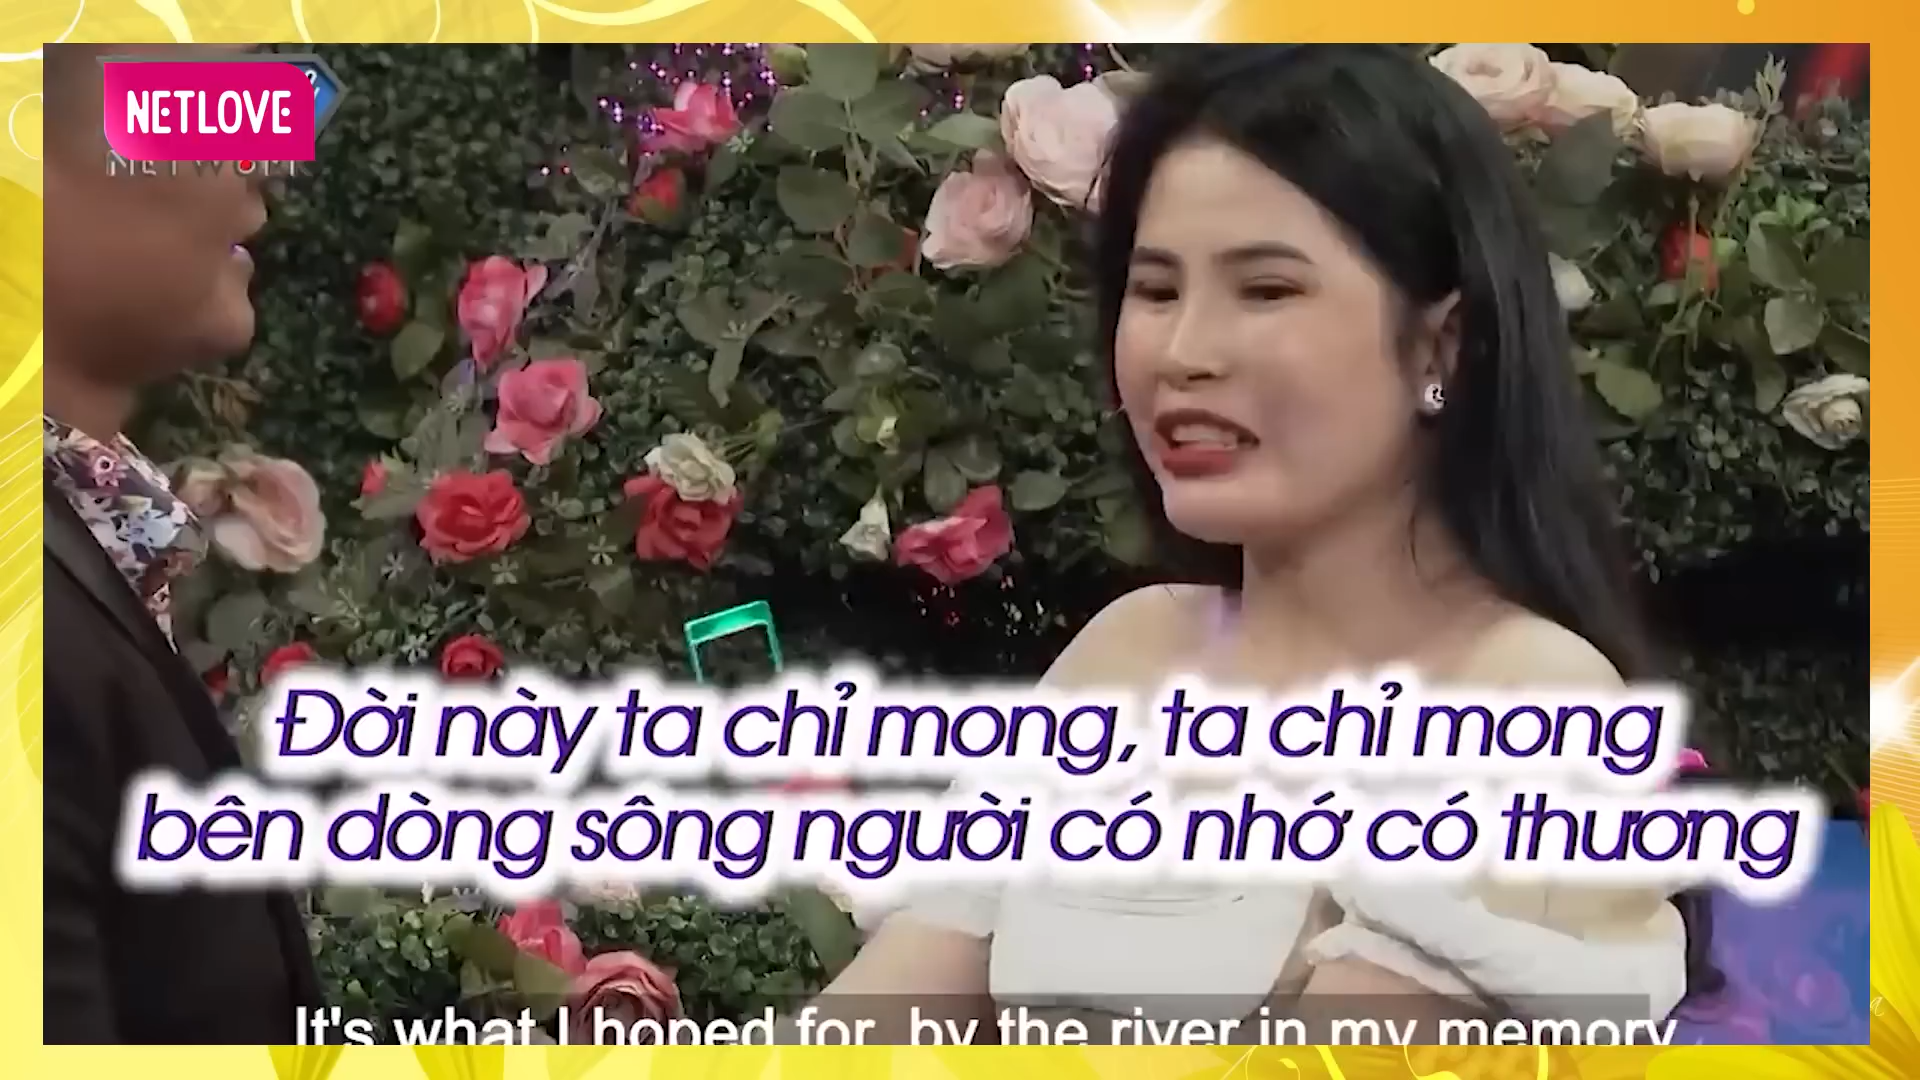 NETLOVE
NETWORK
Đời này ta chỉ mong, ta chỉ mong
bên dòng sông người có nhớ có thương
It's what I hoped for, by the river in my memory